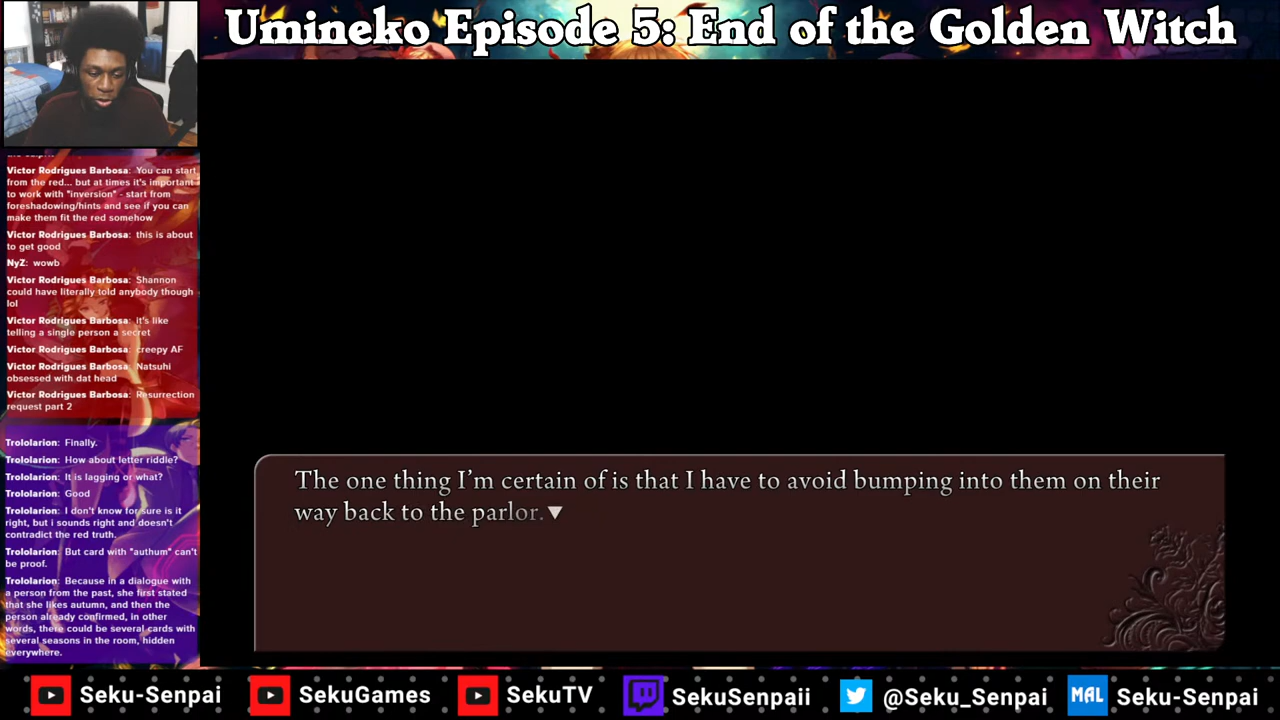 Umineko Episode 5: End of the Golden Witch
Victor Rodrigues Barbosa: You can start
from the red... but at times it's important
to work with "inversion" - start from
foreshadowing/hints and see if you can
make them fit the red somehow
Victor Rodrigues Barbosa: this is about
to get good
NyZ: wowb
Victor Rodrigues Barbosa: Shannon
could have literally told anybody though
lol
Victor Rodrigues Barbosa: it's like
telling a single person a secret
Victor Rodrigues Barbosa: creepy AF
Victor Rodrigues Barbosa: Natsuhi
obsessed with dat head
Victor Rodrigues Barbosa: Resurrection
request part 2
Trololarion: Finally.
Trololarion: How about letter riddle?
Trololarion: It is lagging or what?
Trololarion: Good
Trololarion: I don't know for sure is it
right, but i sounds right and doesn't
contradict the red truth.
Trololarion: But card with "authum" can't
be proof.
Trololarion: Because in a dialogue with
a person from the past, she first stated
that she likes autumn, and then the
person already confirmed, in other
words, there could be several cards with
several seasons in the room, hidden
everywhere.
The one thing I'm certain of is that I have to avoid bumping into them on their
way back to the parlor.
Seku-Senpai
SekuGames
SekuTV
SekuSenpaii
@Seku_Senpai
MAL
Seku-Senpai